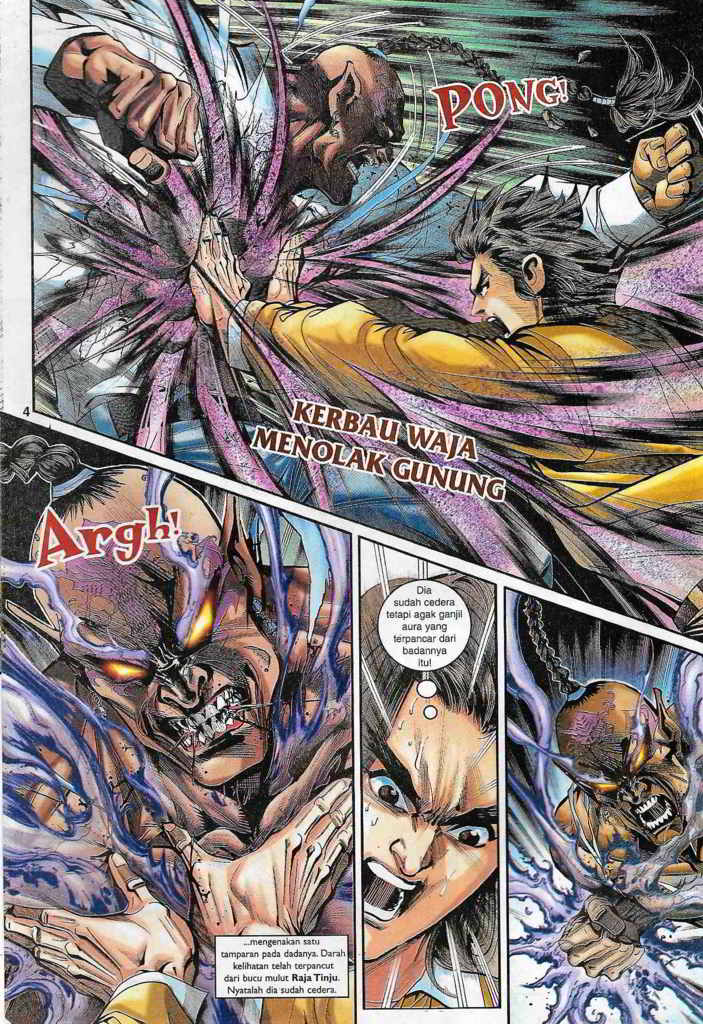 PONG!
KERBAU WAJA
MENOLAK GUNUNG
4
Argh!
...mengenakan satu
tamparan pada dadanya. Darah
kelihatan telah terpancut
dari bucu mulut Raja Tinju.
Nyatalah dia sudah cedera.
Dia
sudah cedera
tetapi agak ganjil
aura yang
terpancar dari
badannya
itu!